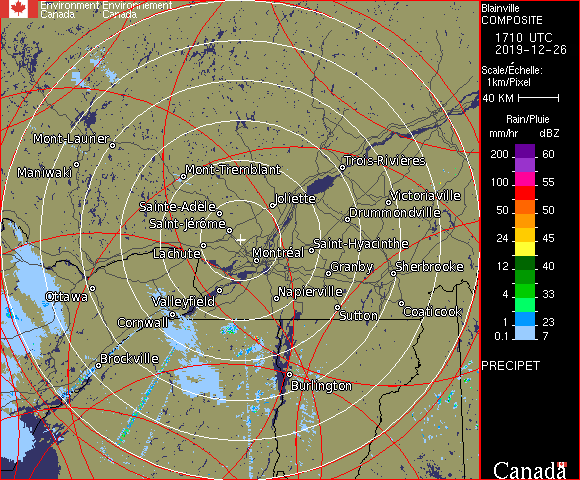 Environment Environnement
Canada Canada
Blainville
COMPOSITE
1710 UTC
2019-12-26
Scale/Échelle:
1km/Pixel
40 KM
Rain/Pluie
mm/hr dBZ
200 60
100 55
50 50
24 45
12 40
4 33
1 23
0.1 7
PRECIPET
Canada
Mont-Laurier
Maniwaki
Mont-Tremblant
Trois-Rivières
Joliette
Victoriaville
Sainte-Adèle
Drummondville
Saint-Jérôme
Lachute
Montréal
Saint-Hyacinthe
Granby
Sherbrooke
Ottawa
Valleyfield
Napierville
Cornwall
Sutton
Coaticook
Brockville
Burlington